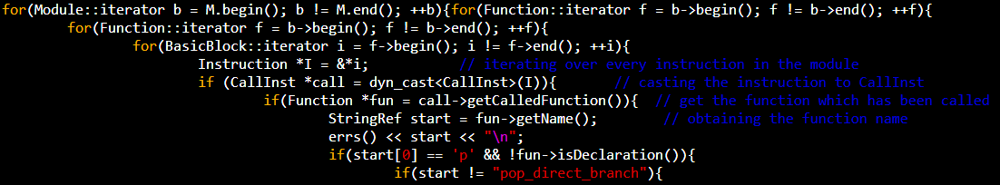 for(Module::iterator b = M.begin(); b != M.end(); ++b){for(Function::iterator f = b->begin(); f != b->end(); ++f){
for(Function::iterator f = b->begin(); f != b->end(); ++f){
for(BasicBlock::iterator i = f->begin(); i != f->end(); ++i){
Instruction *I = &*i; // iterating over every instruction in the module
if (CallInst *call = dyn_cast<CallInst>(I)){ // casting the instruction to CallInst
if(Function *fun = call->getCalledFunction()){ // get the function which has been called
StringRef start = fun->getName(); // obtaining the function name
errs() << start << "\n";
if(start[0] == 'p' && !fun->isDeclaration()){
if(start != "pop_direct_branch"){